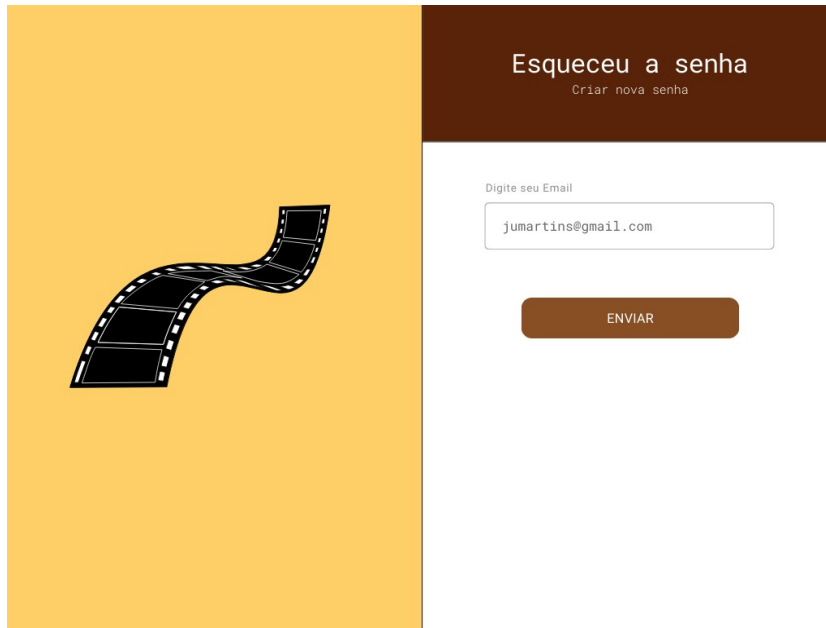 Esqueceu a senha
Criar nova senha
Digite seu Email
jumartins@gmail.com
ENVIAR